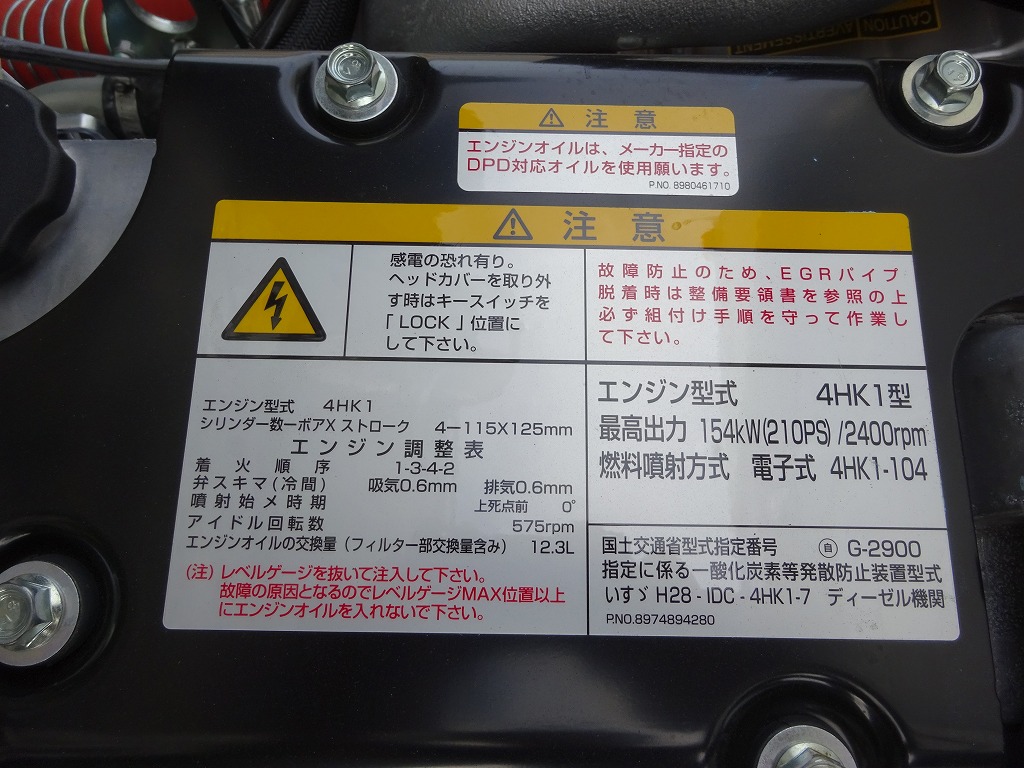 CAUTION
AVERTISSEMENT
注意
エンジンオイルは、メーカー指定の
DPD対応オイルを使用願います。
P.NO. 8980461710
注意
感電の恐れ有り。
ヘッドカバーを取り外
す時はキースイッチを
「LOCK」位置に
して下さい。
故障防止のため、EGRパイプ
脱着時は整備要領書を参照の上
必ず組付け手順を守って作業し
て下さい。
エンジン型式 4HK1
シリンダー数ーボアX ストローク 4－115X125mm
エンジン調整表
着火順序 1-3-4-2
弁スキマ(冷間) 吸気0.6mm 排気0.6mm
噴射始メ時期 上死点前 0°
アイドル回転数 575rpm
エンジンオイルの交換量（フィルター部交換量含み） 12.3L
(注) レベルゲージを抜いて注入して下さい。
故障の原因となるのでレベルゲージMAX位置以上
にエンジンオイルを入れないで下さい。
エンジン型式 4HK1型
最高出力 154kW(210PS) /2400rpm
燃料噴射方式 電子式 4HK1-104
国土交通省型式指定番号 自 G-2900
指定に係る一酸化炭素等発散防止装置型式
いすゞ H28 - IDC - 4HK1-7 ディーゼル機関
P.NO.8974894280